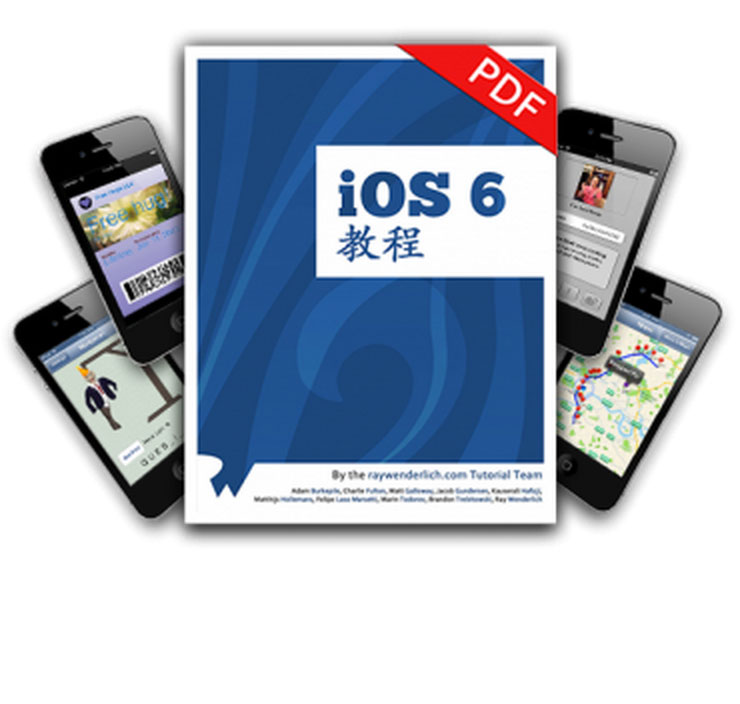 PDF
iOS 6
教程
Free hug!
QUES_I_
By the raywenderlich.com Tutorial Team
Adam Burkepile, Charlie Fulton, Matt Galloway, Jacob Gundersen, Kauserali Hafizji,
Matthijs Hollemans, Felipe Laso Marsetti, Marin Todorov, Brandon Trebitowski, Ray Wenderlich